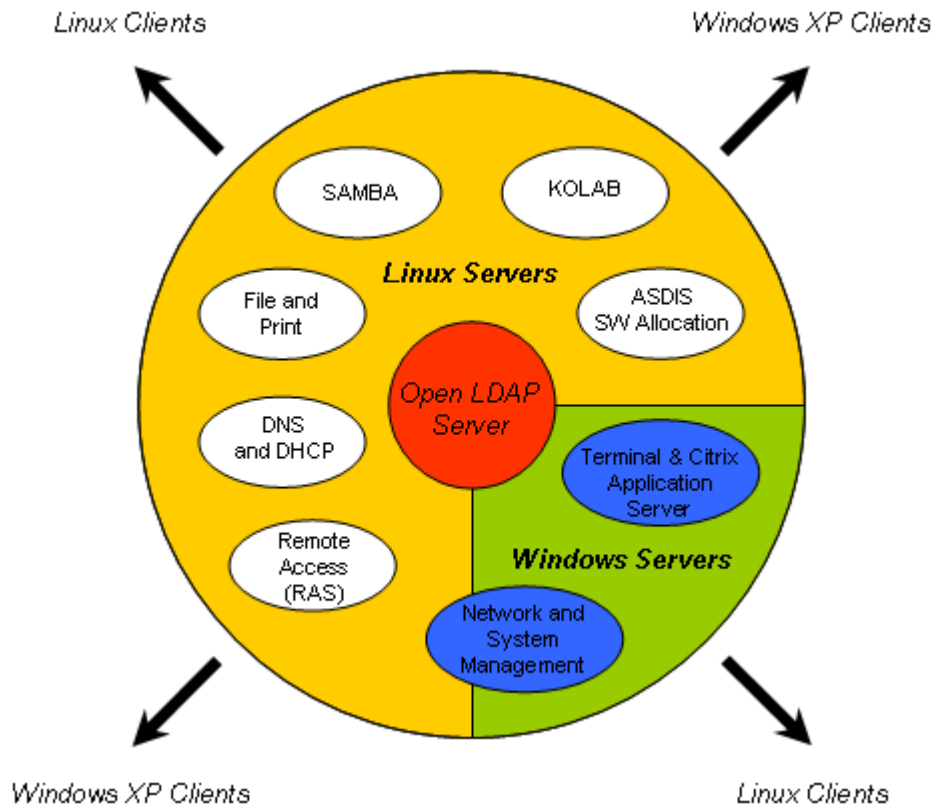 Linux Clients
Windows XP Clients
SAMBA
KOLAB
Linux Servers
File and
Print
ASDIS
SW Allocation
Open LDAP
Server
DNS
and DHCP
Terminal & Citrix
Application
Server
Remote
Access
(RAS)
Windows Servers
Network and
System
Management
Windows XP Clients
Linux Clients